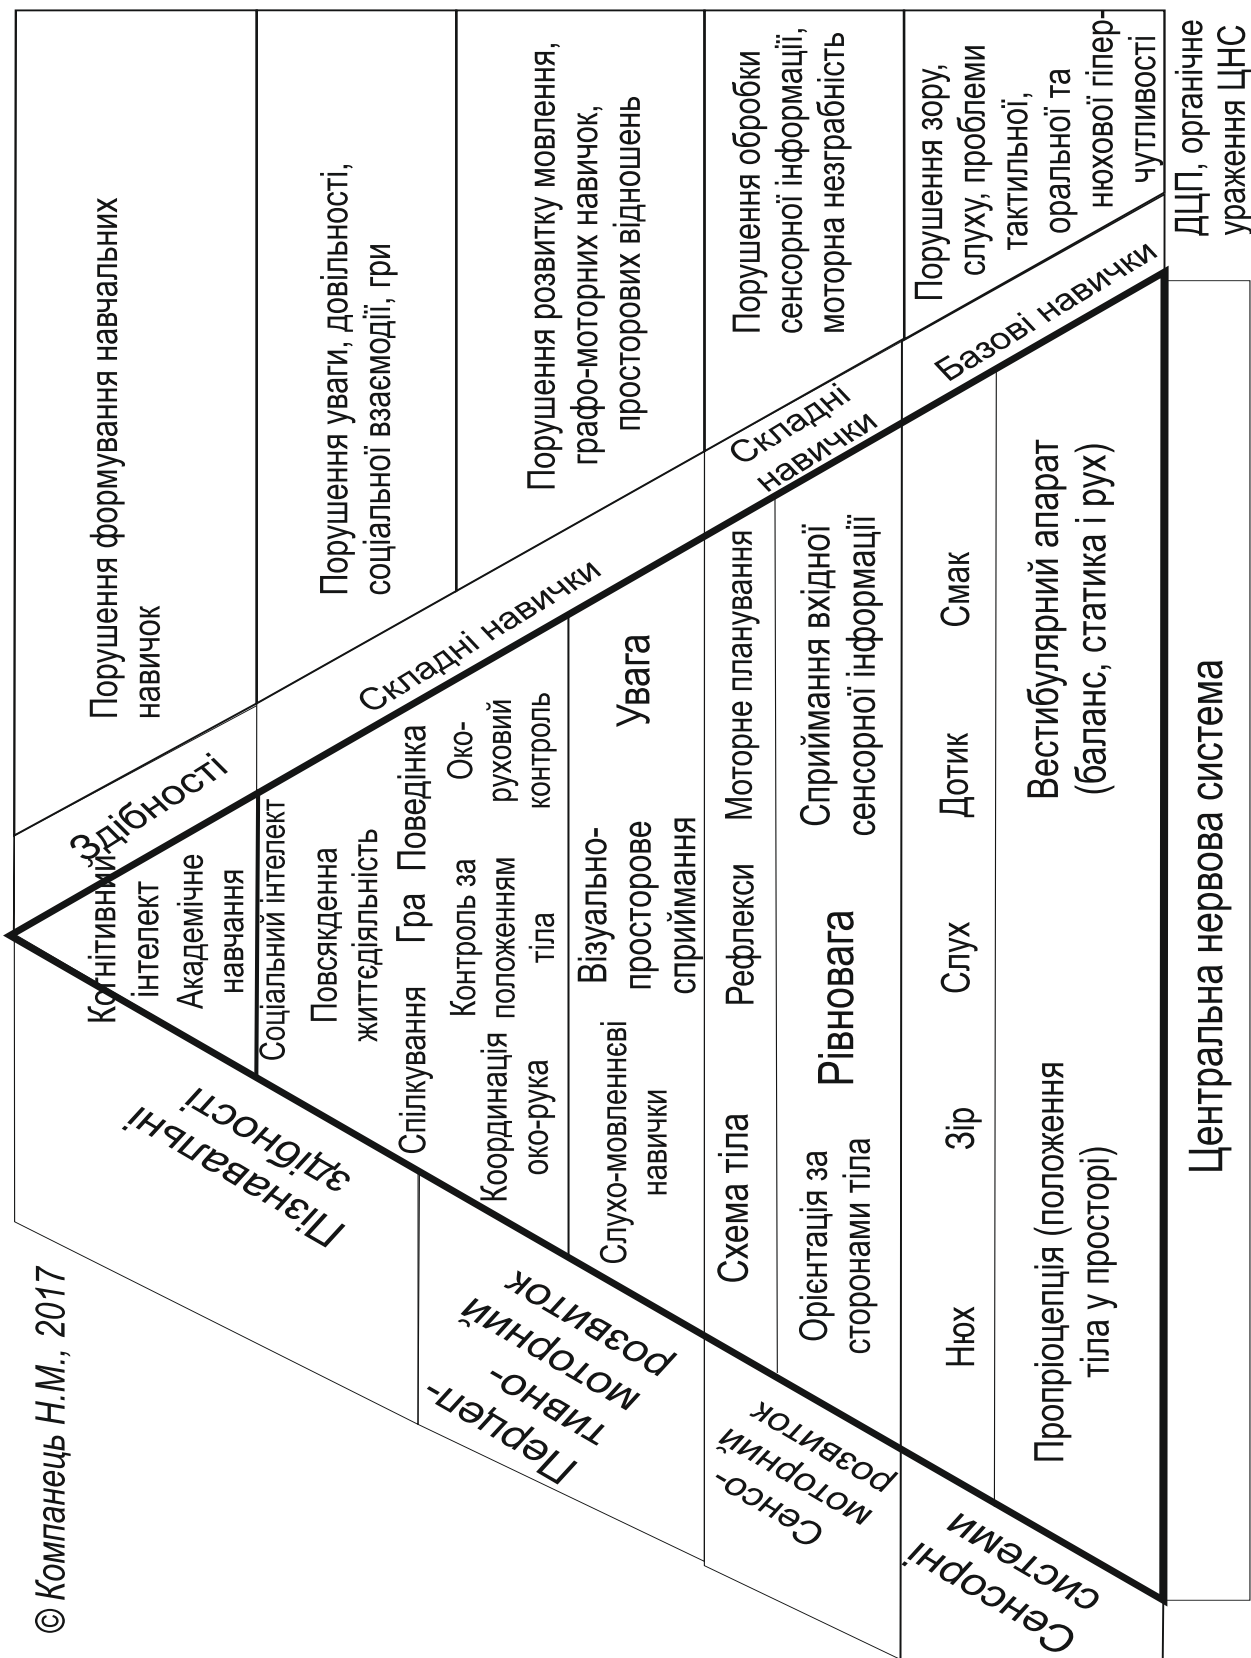 © Компанець Н.М., 2017
Пізнавальні
здібності
Перцеп-
тивно-
моторний
розвиток
Сенсо-
моторний
розвиток
Сенсорні
системи
Когнітивний
інтелект
Академічне
навчання
Соціальний інтелект
Повсякденна
життєдіяльність
Спілкування Гра Поведінка
Координація
око-рука
Контроль за
положенням
тіла
Око-
руховий
контроль
Слухо-мовленнєві
навички
Візуально-
просторове
сприймання
Увага
Схема тіла Рефлекси Моторне планування
Орієнтація за
сторонами тіла
Рівновага
Сприймання вхідної
сенсорної інформації
Нюх Зір Слух Дотик Смак
Пропріоцепція (положення
тіла у просторі)
Вестибулярний апарат
(баланс, статика і рух)
Центральна нервова система
Здібності
Складні навички
Складні
навички
Базові навички
Порушення формування навчальних
навичок
Порушення уваги, довільності,
соціальної взаємодії, гри
Порушення розвитку мовлення,
графо-моторних навичок,
просторових відношень
Порушення обробки
сенсорної інформації,
моторна незграбність
Порушення зору,
слуху, проблеми
тактильної,
оральної та
нюхової гіпер-
чутливості
ДЦП, органічне
ураження ЦНС